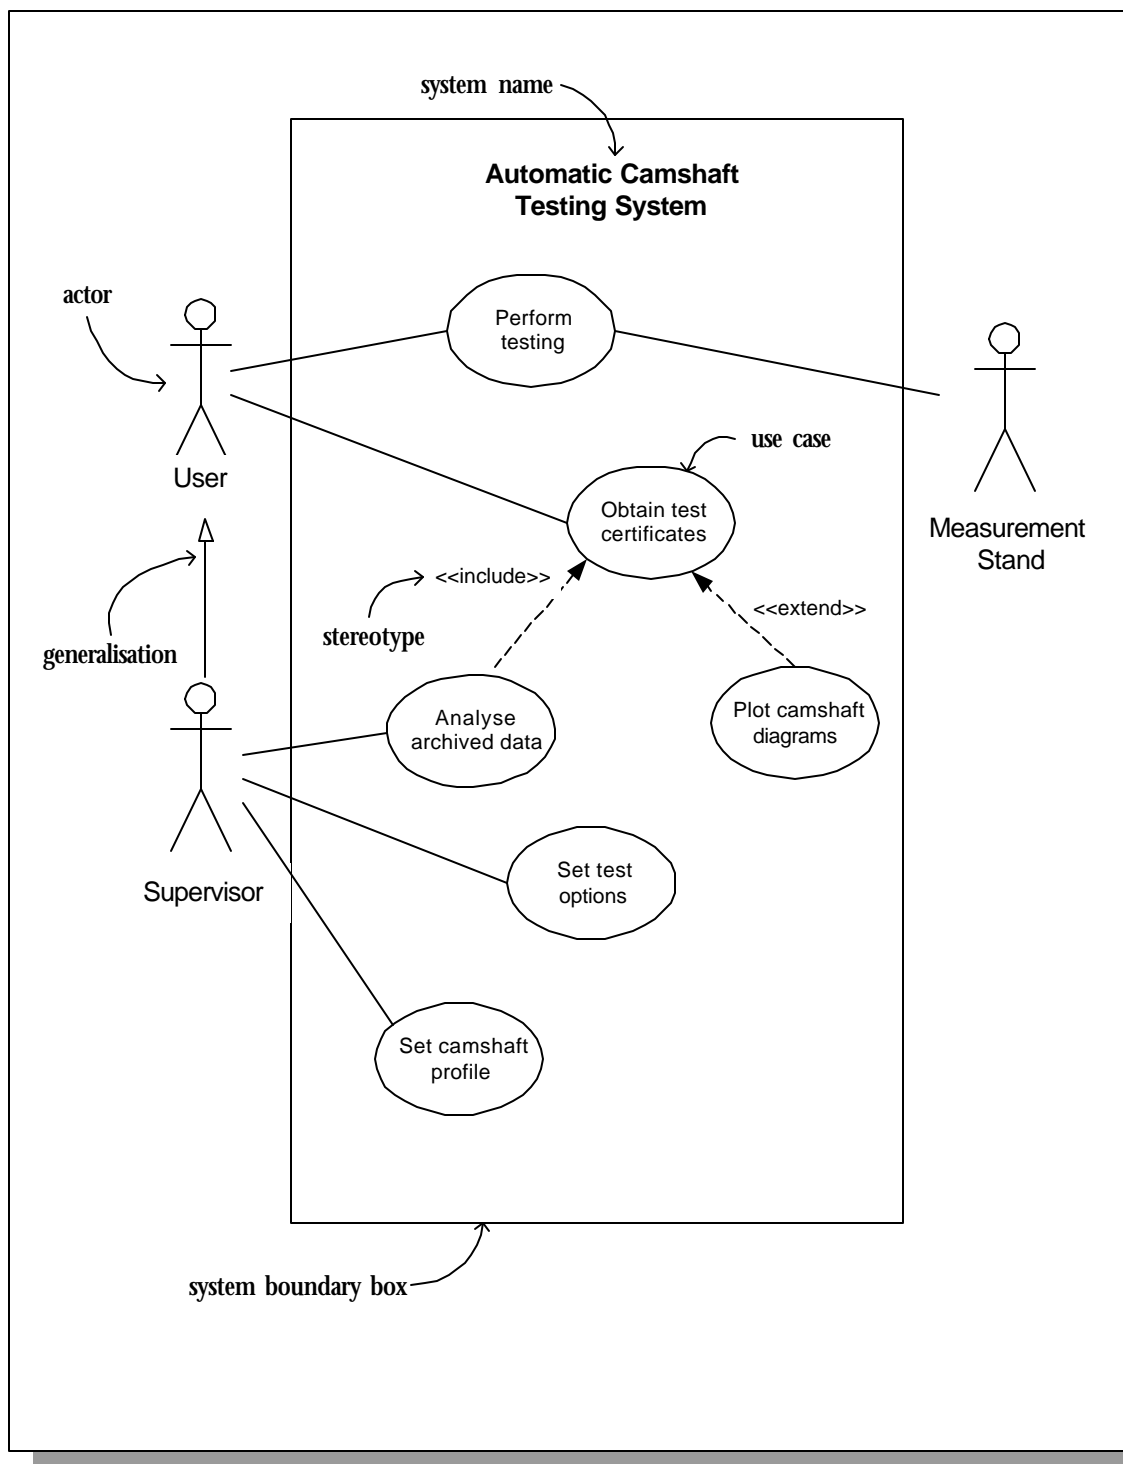 system name
Automatic Camshaft
Testing System
actor
Perform
testing
User
use case
Obtain test
certificates
Measurement
Stand
<<include>>
<<extend>>
stereotype
generalisation
Analyse
archived data
Plot camshaft
diagrams
Set test
options
Supervisor
Set camshaft
profile
system boundary box